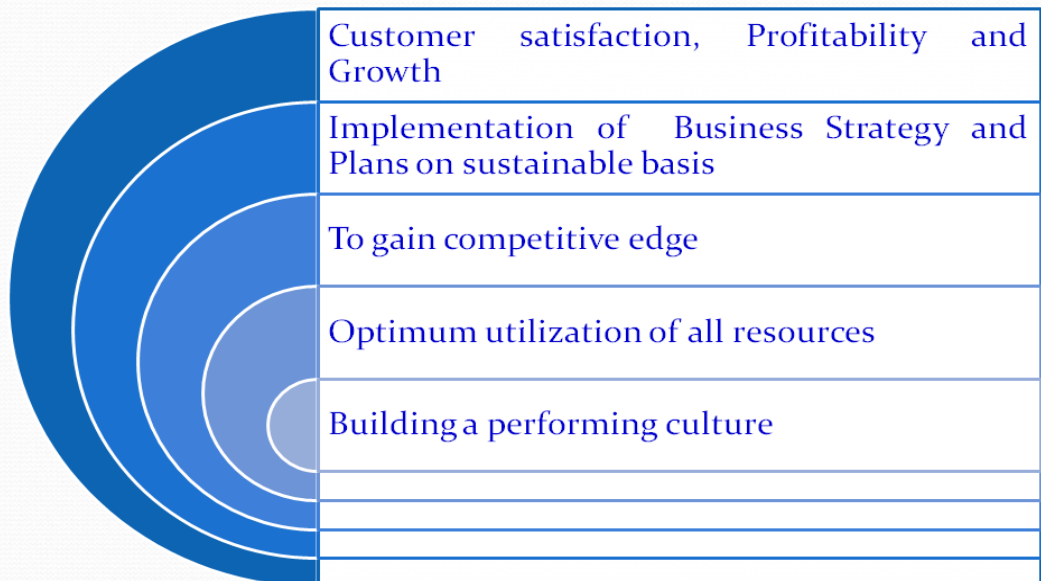 Customer satisfaction, Profitability and
Growth
Implementation of Business Strategy and
Plans on sustainable basis
To gain competitive edge
Optimum utilization of all resources
Building a performing culture